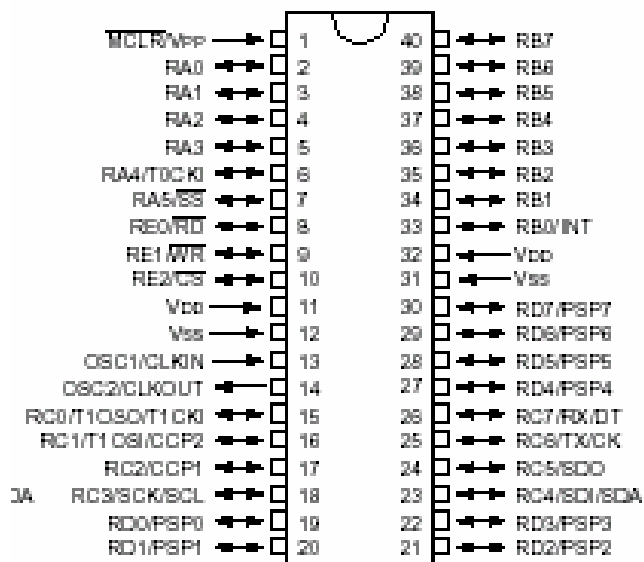 MCLR/VPP 1 40 RB7
RA0 2 39 RB6
RA1 3 38 RB5
RA2 4 37 RB4
RA3 5 36 RB3
RA4/T0CKI 6 35 RB2
RA5/SS 7 34 RB1
RE0/RD 8 33 RB0/INT
RE1/WR 9 32 VDD
RE2/CS 10 31 VSS
VDD 11 30 RD7/PSP7
VSS 12 29 RD6/PSP6
OSC1/CLKIN 13 28 RD5/PSP5
OSC2/CLKOUT 14 27 RD4/PSP4
RC0/T1OSO/T1CKI 15 26 RC7/RX/DT
RC1/T1OSI/CCP2 16 25 RC6/TX/CK
RC2/CCP1 17 24 RC5/SDO
DA RC3/SCK/SCL 18 23 RC4/SDI/SDA
RD0/PSP0 19 22 RD3/PSP3
RD1/PSP1 20 21 RD2/PSP2